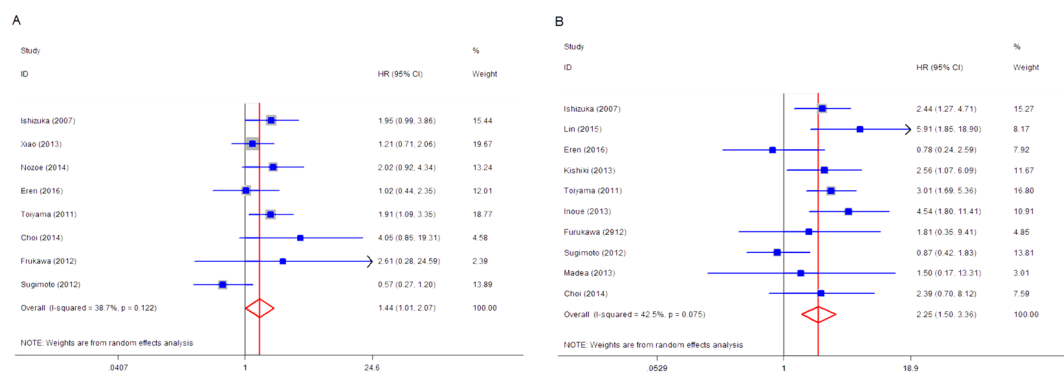 A
Study %
ID HR (95% CI) Weight
Ishizuka (2007) 1.95 (0.99, 3.86) 15.44
Xiao (2013) 1.21 (0.71, 2.06) 19.67
Nozoe (2014) 2.02 (0.92, 4.34) 13.24
Eren (2016) 1.02 (0.44, 2.35) 12.01
Toiyama (2011) 1.91 (1.09, 3.35) 18.77
Choi (2014) 4.05 (0.85, 19.31) 4.58
Frukawa (2012) 2.61 (0.28, 24.59) 2.39
Sugimoto (2012) 0.57 (0.27, 1.20) 13.89
Overall (I-squared = 38.7%, p = 0.122) 1.44 (1.01, 2.07) 100.00
NOTE: Weights are from random effects analysis
.0407 1 24.6
B
Study %
ID HR (95% CI) Weight
Ishizuka (2007) 2.44 (1.27, 4.71) 15.27
Lin (2015) 5.91 (1.85, 18.90) 8.17
Eren (2016) 0.78 (0.24, 2.59) 7.92
Kishiki (2013) 2.56 (1.07, 6.09) 11.67
Toiyama (2011) 3.01 (1.69, 5.36) 16.80
Inoue (2013) 4.54 (1.80, 11.41) 10.91
Furukawa (2912) 1.81 (0.35, 9.41) 4.85
Sugimoto (2012) 0.87 (0.42, 1.83) 13.81
Madea (2013) 1.50 (0.17, 13.31) 3.01
Choi (2014) 2.39 (0.70, 8.12) 7.59
Overall (I-squared = 42.5%, p = 0.075) 2.25 (1.50, 3.36) 100.00
NOTE: Weights are from random effects analysis
.0529 1 18.9